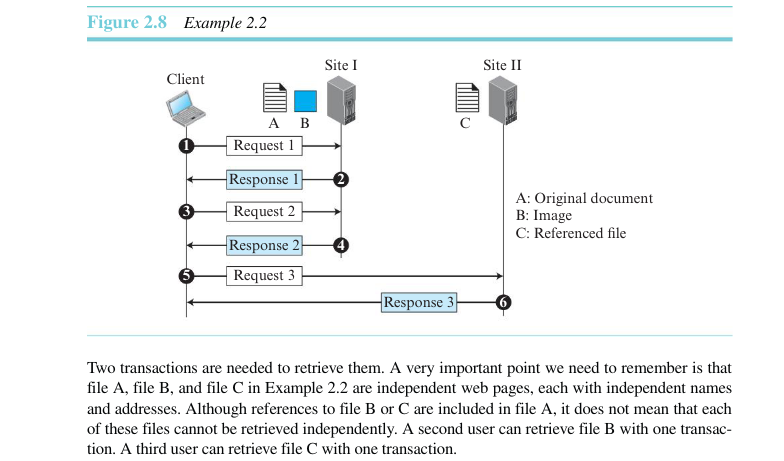 Figure 2.8 Example 2.2
Site I
Site II
Client
A B
C
1 Request 1
Response 1 2
3 Request 2
Response 2 4
5 Request 3
Response 3 6
A: Original document
B: Image
C: Referenced file
Two transactions are needed to retrieve them. A very important point we need to remember is that
file A, file B, and file C in Example 2.2 are independent web pages, each with independent names
and addresses. Although references to file B or C are included in file A, it does not mean that each
of these files cannot be retrieved independently. A second user can retrieve file B with one transac-
tion. A third user can retrieve file C with one transaction.